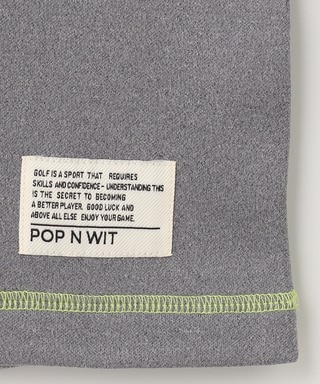 GOLF IS A SPORT THAT REQUIRES
SKILLS AND CONFIDENCE - UNDERSTANDING THIS
IS THE SECRET TO BECOMING
A BETTER PLAYER. GOOD LUCK AND
ABOVE ALL ELSE ENJOY YOUR GAME.
POP N WIT